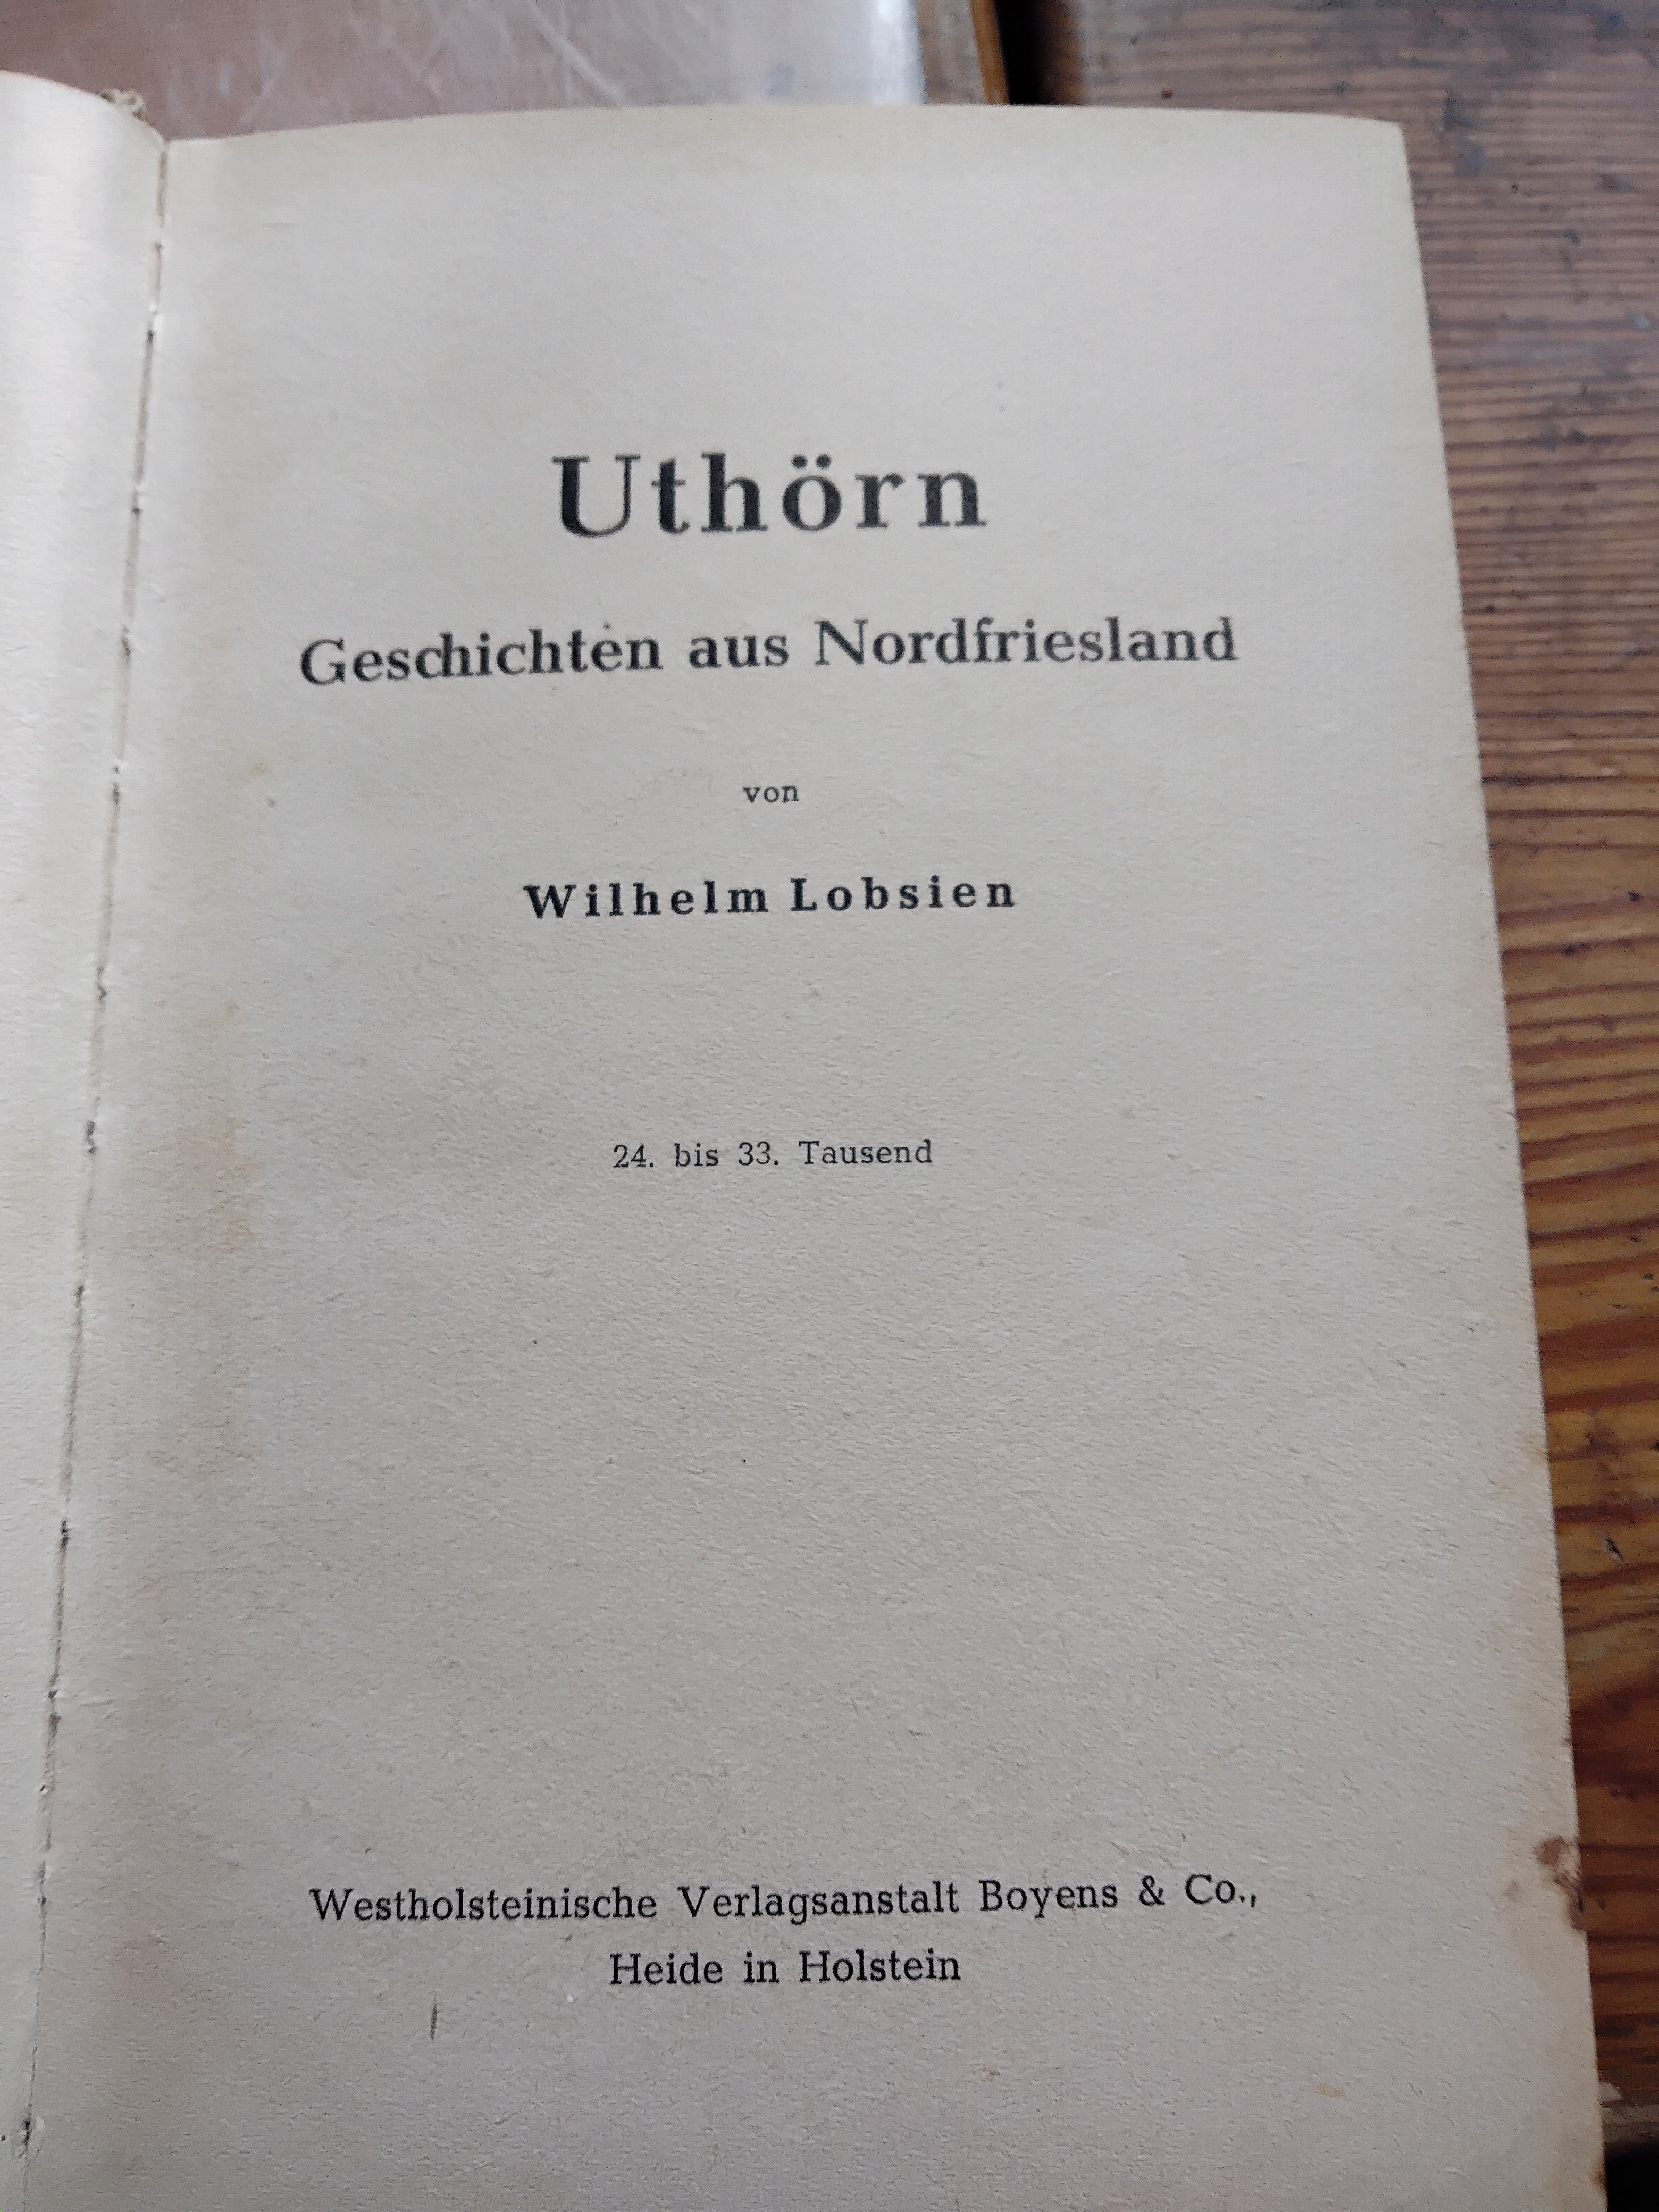 Uthörn
Geschichten aus Nordfriesland
von
Wilhelm Lobsien
24. bis 33. Tausend
Westholsteinische Verlagsanstalt Boyens & Co.,
Heide in Holstein